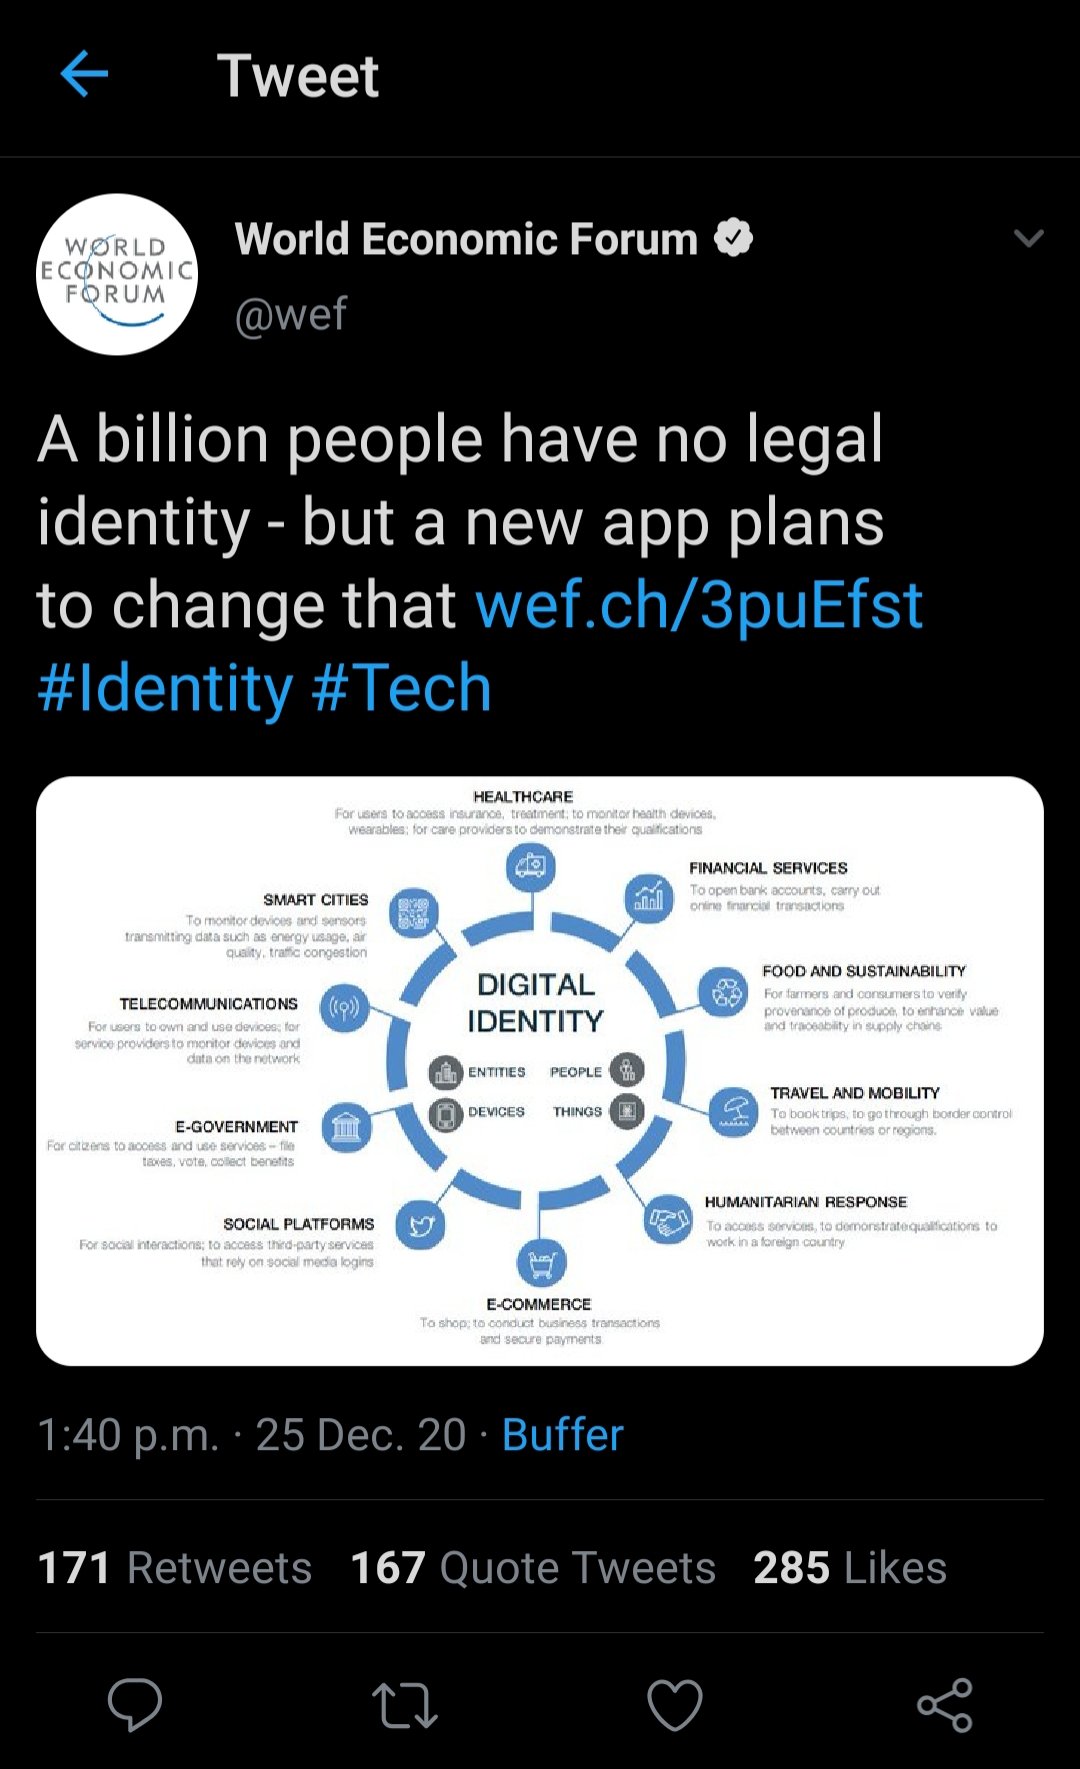 Tweet
WORLD
ECONOMIC
FORUM
World Economic Forum
@wef
A billion people have no legal
identity - but a new app plans
to change that wef.ch/3puEfst
#Identity #Tech
HEALTHCARE
For users to access insurance, treatment; to monitor health devices,
wearables; for care providers to demonstrate their qualifications
FINANCIAL SERVICES
To open bank accounts, carry out
online financial transactions
FOOD AND SUSTAINABILITY
For farmers and consumers to verify
provenance of produce, to enhance value
and traceability in supply chains
TRAVEL AND MOBILITY
To book trips, to go through border control
between countries or regions.
HUMANITARIAN RESPONSE
To access services, to demonstrate qualifications to
work in a foreign country
E-COMMERCE
To shop; to conduct business transactions
and secure payments
SOCIAL PLATFORMS
For social interactions; to access third-party services
that rely on social media logins
E-GOVERNMENT
For citizens to access and use services – file
taxes, vote, collect benefits
TELECOMMUNICATIONS
For users to own and use devices; for
service providers to monitor devices and
data on the network
SMART CITIES
To monitor devices and sensors
transmitting data such as energy usage, air
quality, traffic congestion
DIGITAL
IDENTITY
ENTITIES PEOPLE
DEVICES THINGS
1:40 p.m. · 25 Dec. 20 · Buffer
171 Retweets 167 Quote Tweets 285 Likes